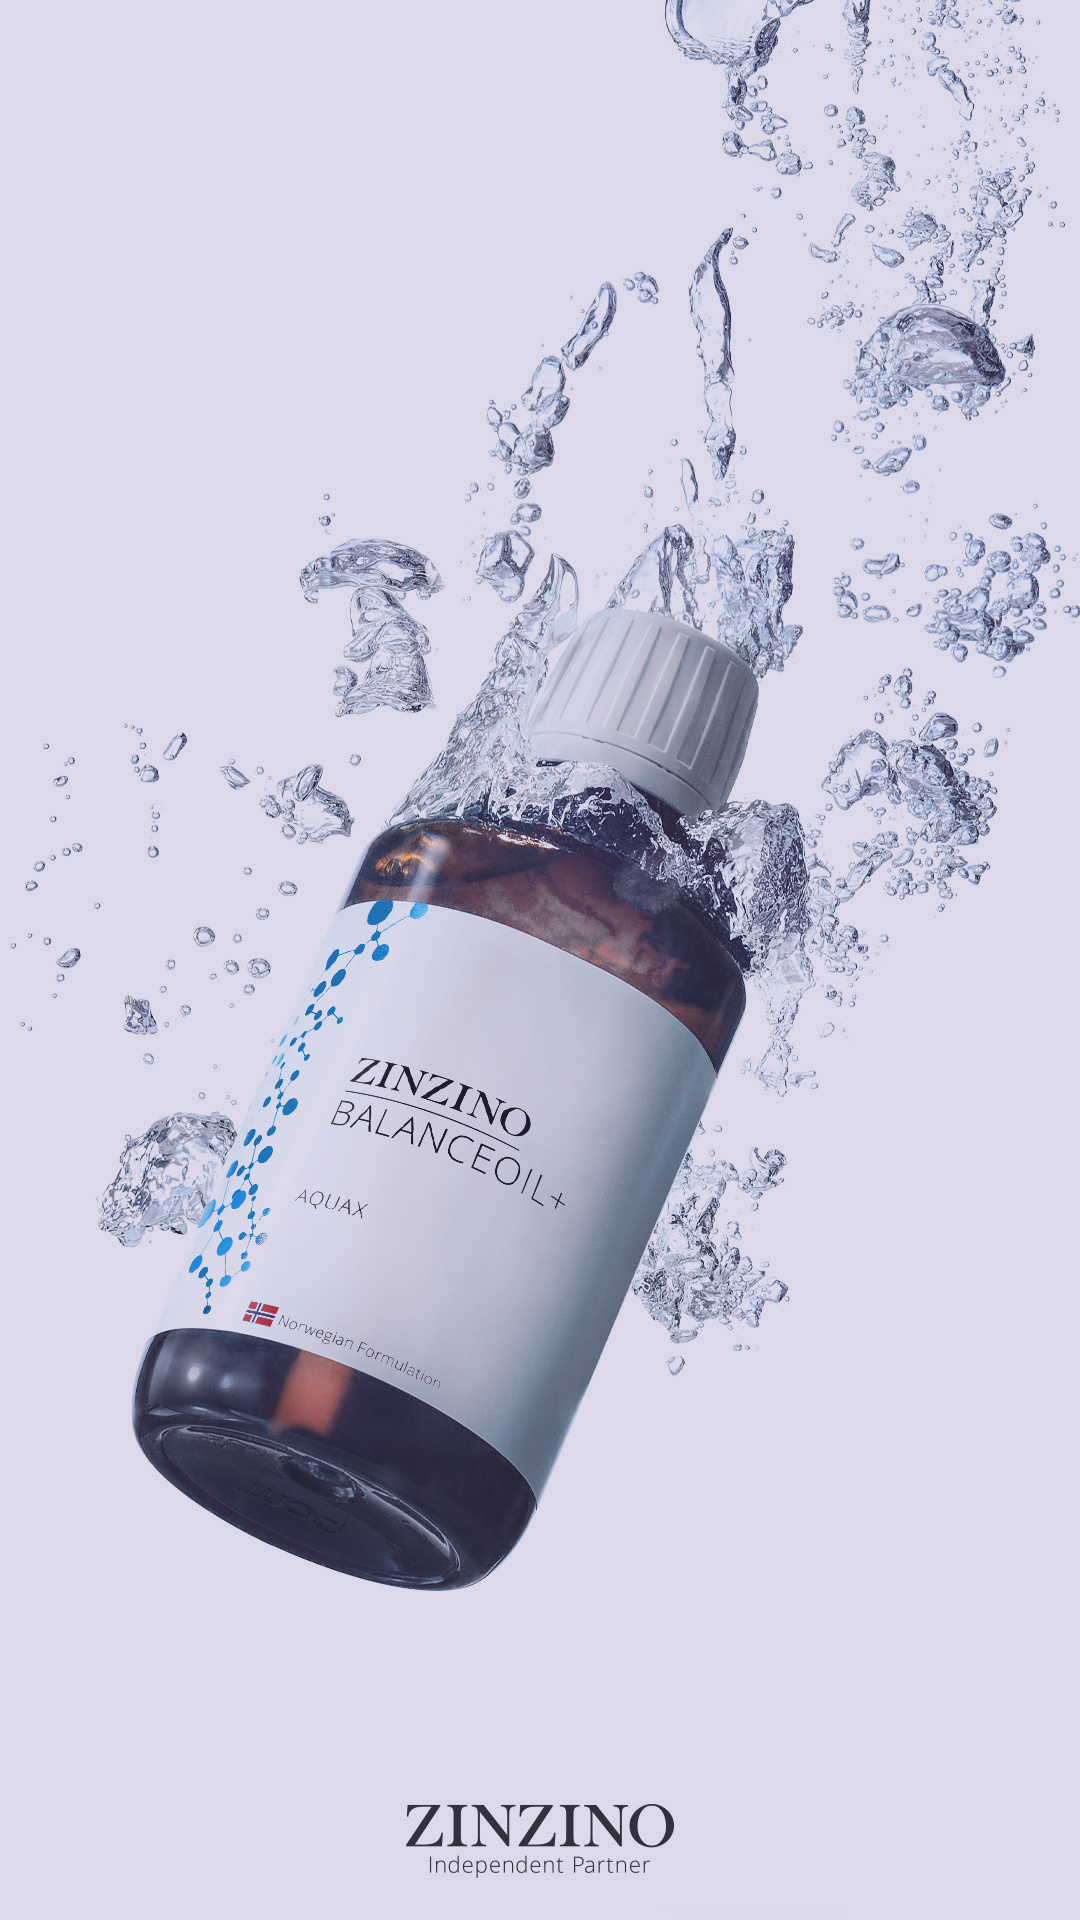 ZINZINO
BALANCEOIL+
AQUAX
Norwegian Formulation
ZINZINO
Independent Partner